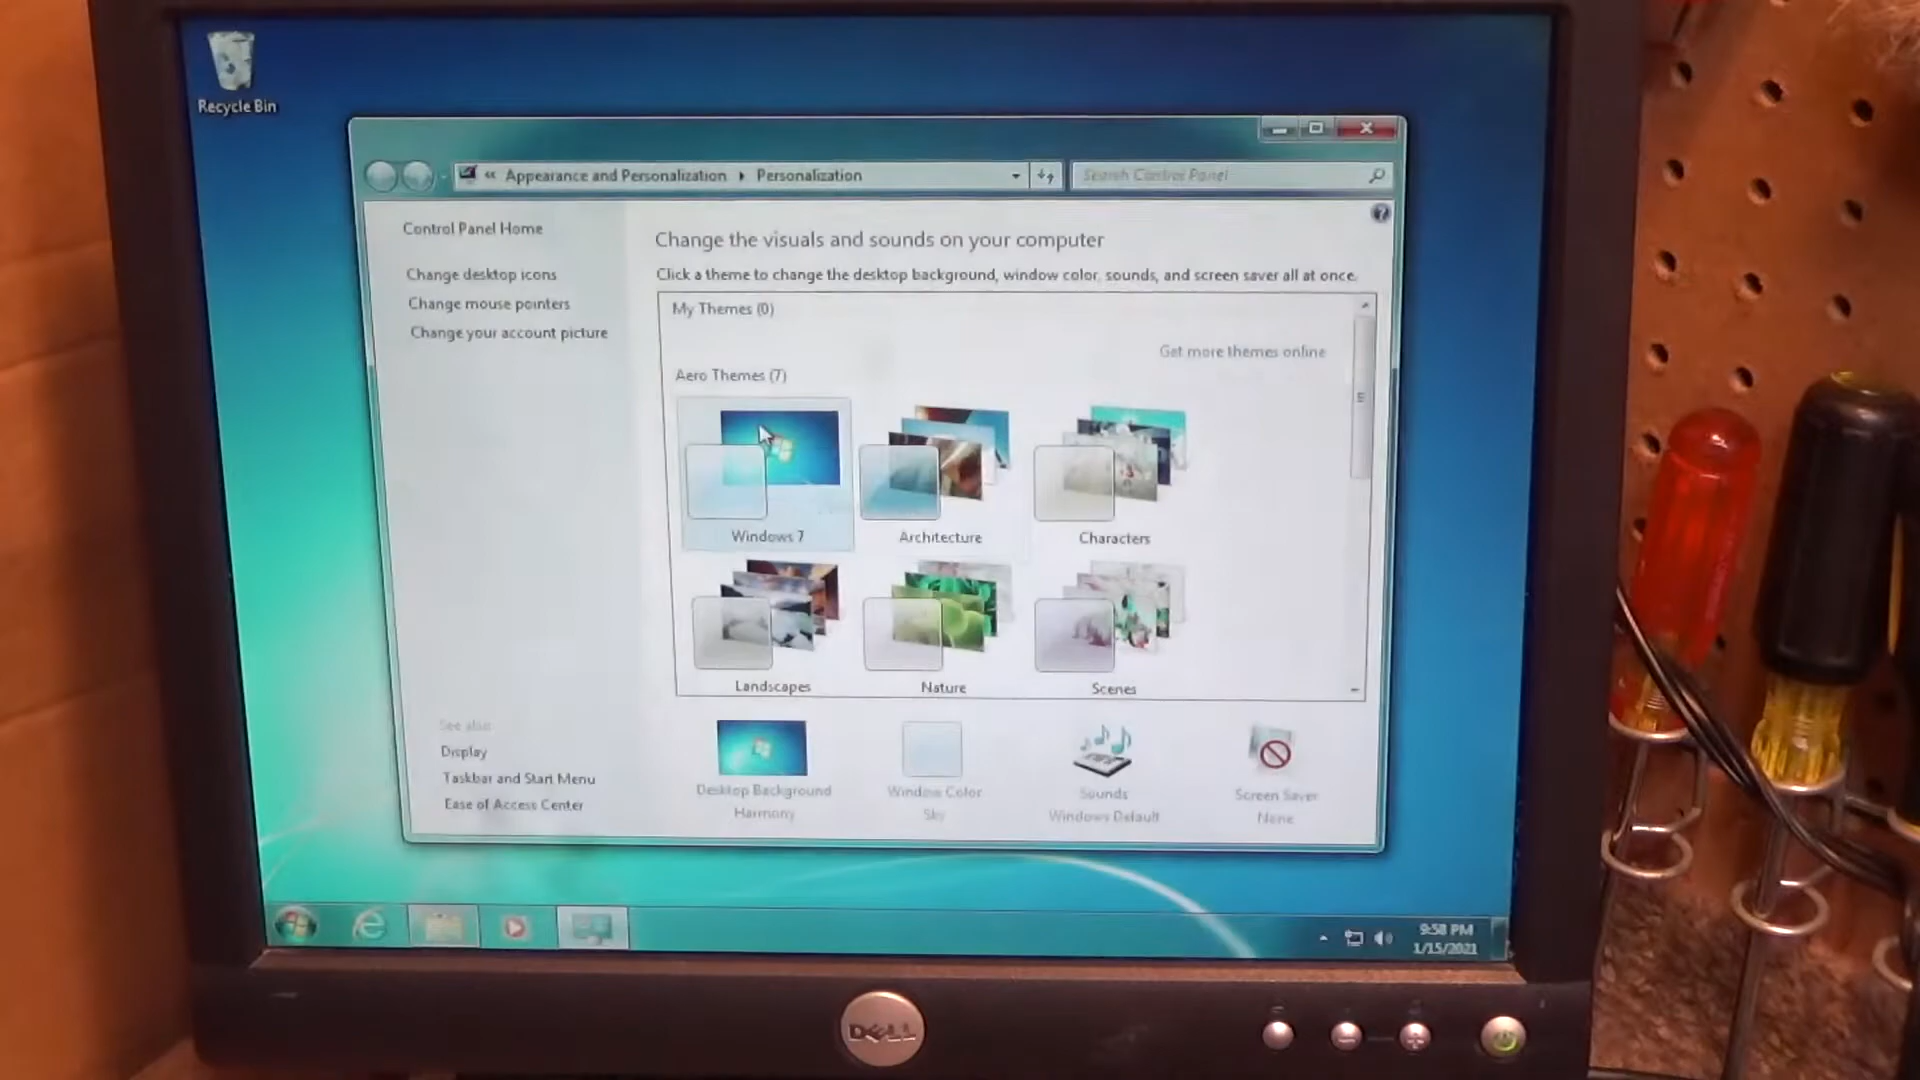 Recycle Bin
« Appearance and Personalization ▸ Personalization
Search Control Panel
Control Panel Home
Change desktop icons
Change mouse pointers
Change your account picture
Change the visuals and sounds on your computer
Click a theme to change the desktop background, window color, sounds, and screen saver all at once.
My Themes (0)
Get more themes online
Aero Themes (7)
Windows 7
Architecture
Characters
Landscapes
Nature
Scenes
See also
Display
Taskbar and Start Menu
Ease of Access Center
Desktop Background
Harmony
Window Color
Sky
Sounds
Windows Default
Screen Saver
None
9:58 PM
1/15/2021
DELL